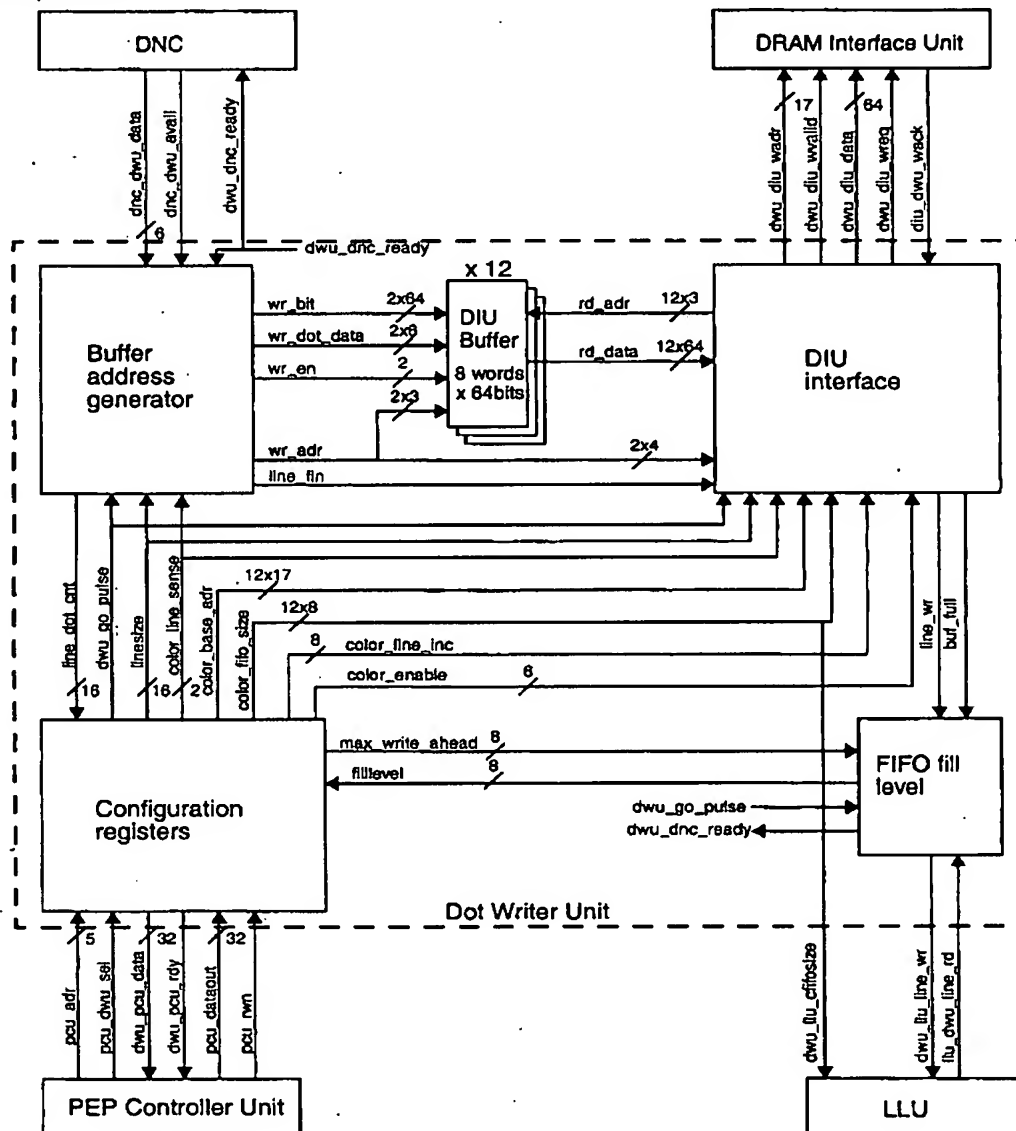 DNC
DRAM Interface Unit
dnc_dwu_data
6
dnc_dwu_avail
dwu_dnc_ready
dwu_diu_wadr
17
dwu_diu_wvalid
dwu_diu_data
64
dwu_diu_wreq
diu_dwu_wack
dwu_dnc_ready
x 12
Buffer
address
generator
wr_bit
2x64
wr_dot_data
2x6
wr_en
2
2x3
wr_adr
2x4
line_fin
DIU
Buffer
8 words
x 64bits
rd_adr
12x3
rd_data
12x64
DIU
interface
line_dot_cnt
16
dwu_go_pulse
linesize
16
color_line_sense
2
color_base_adr
12x17
color_fifo_size
12x8
8
color_line_inc
color_enable
6
line_wr
buf_full
Configuration
registers
max_write_ahead
8
filllevel
8
dwu_go_pulse
dwu_dnc_ready
FIFO fill
level
Dot Writer Unit
pcu_adr
5
pcu_dwu_sel
dwu_pcu_data
32
dwu_pcu_rdy
pcu_dataout
32
pcu_rwn
dwu_llu_cfifosize
dwu_llu_line_wr
llu_dwu_line_rd
PEP Controller Unit
LLU